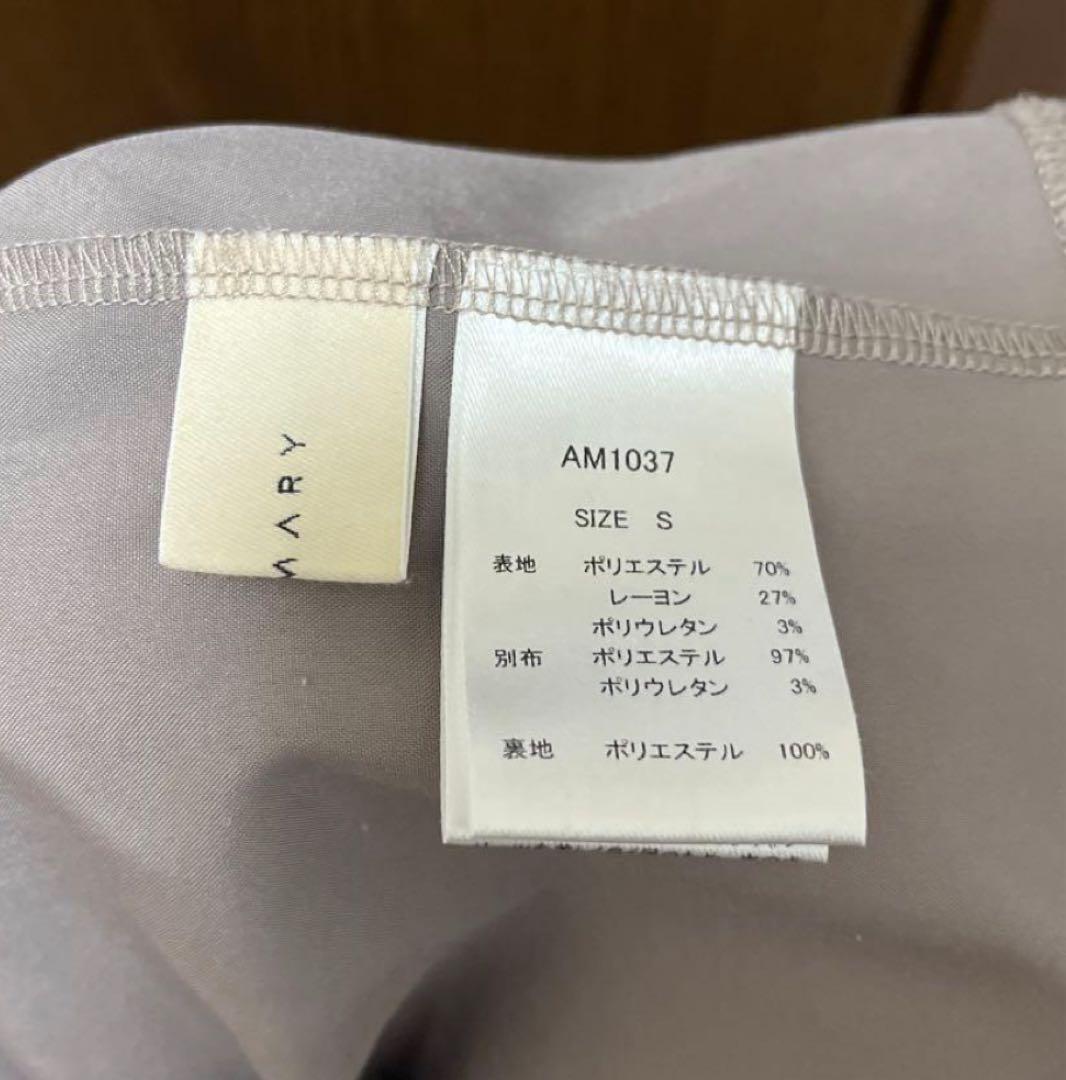 MARY
AM1037
SIZE S
表地 ポリエステル 70%
レーヨン 27%
ポリウレタン 3%
別布 ポリエステル 97%
ポリウレタン 3%
裏地 ポリエステル 100%